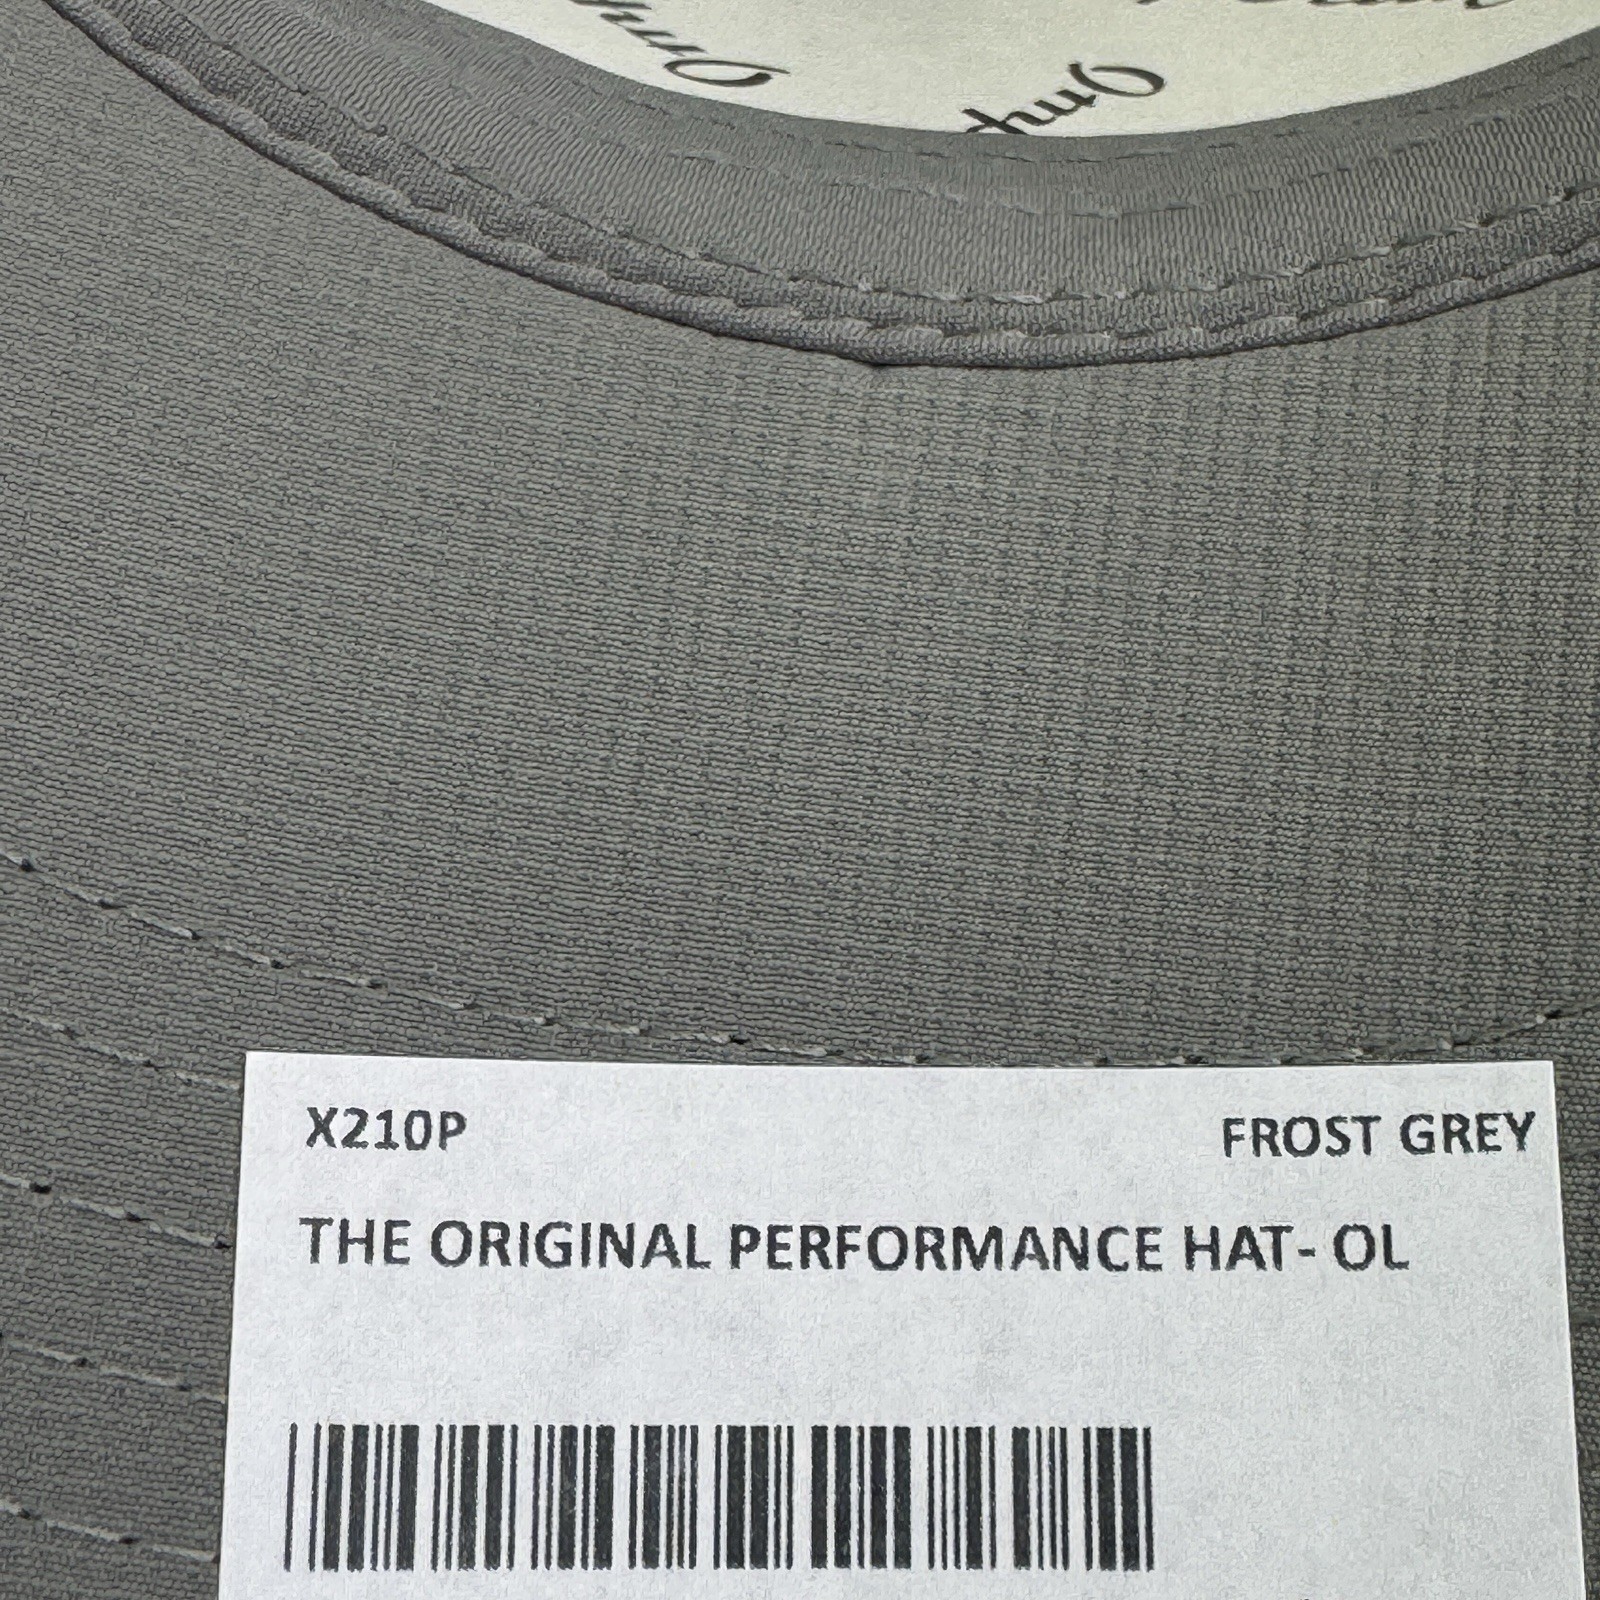 X210P FROST GREY
THE ORIGINAL PERFORMANCE HAT- OL